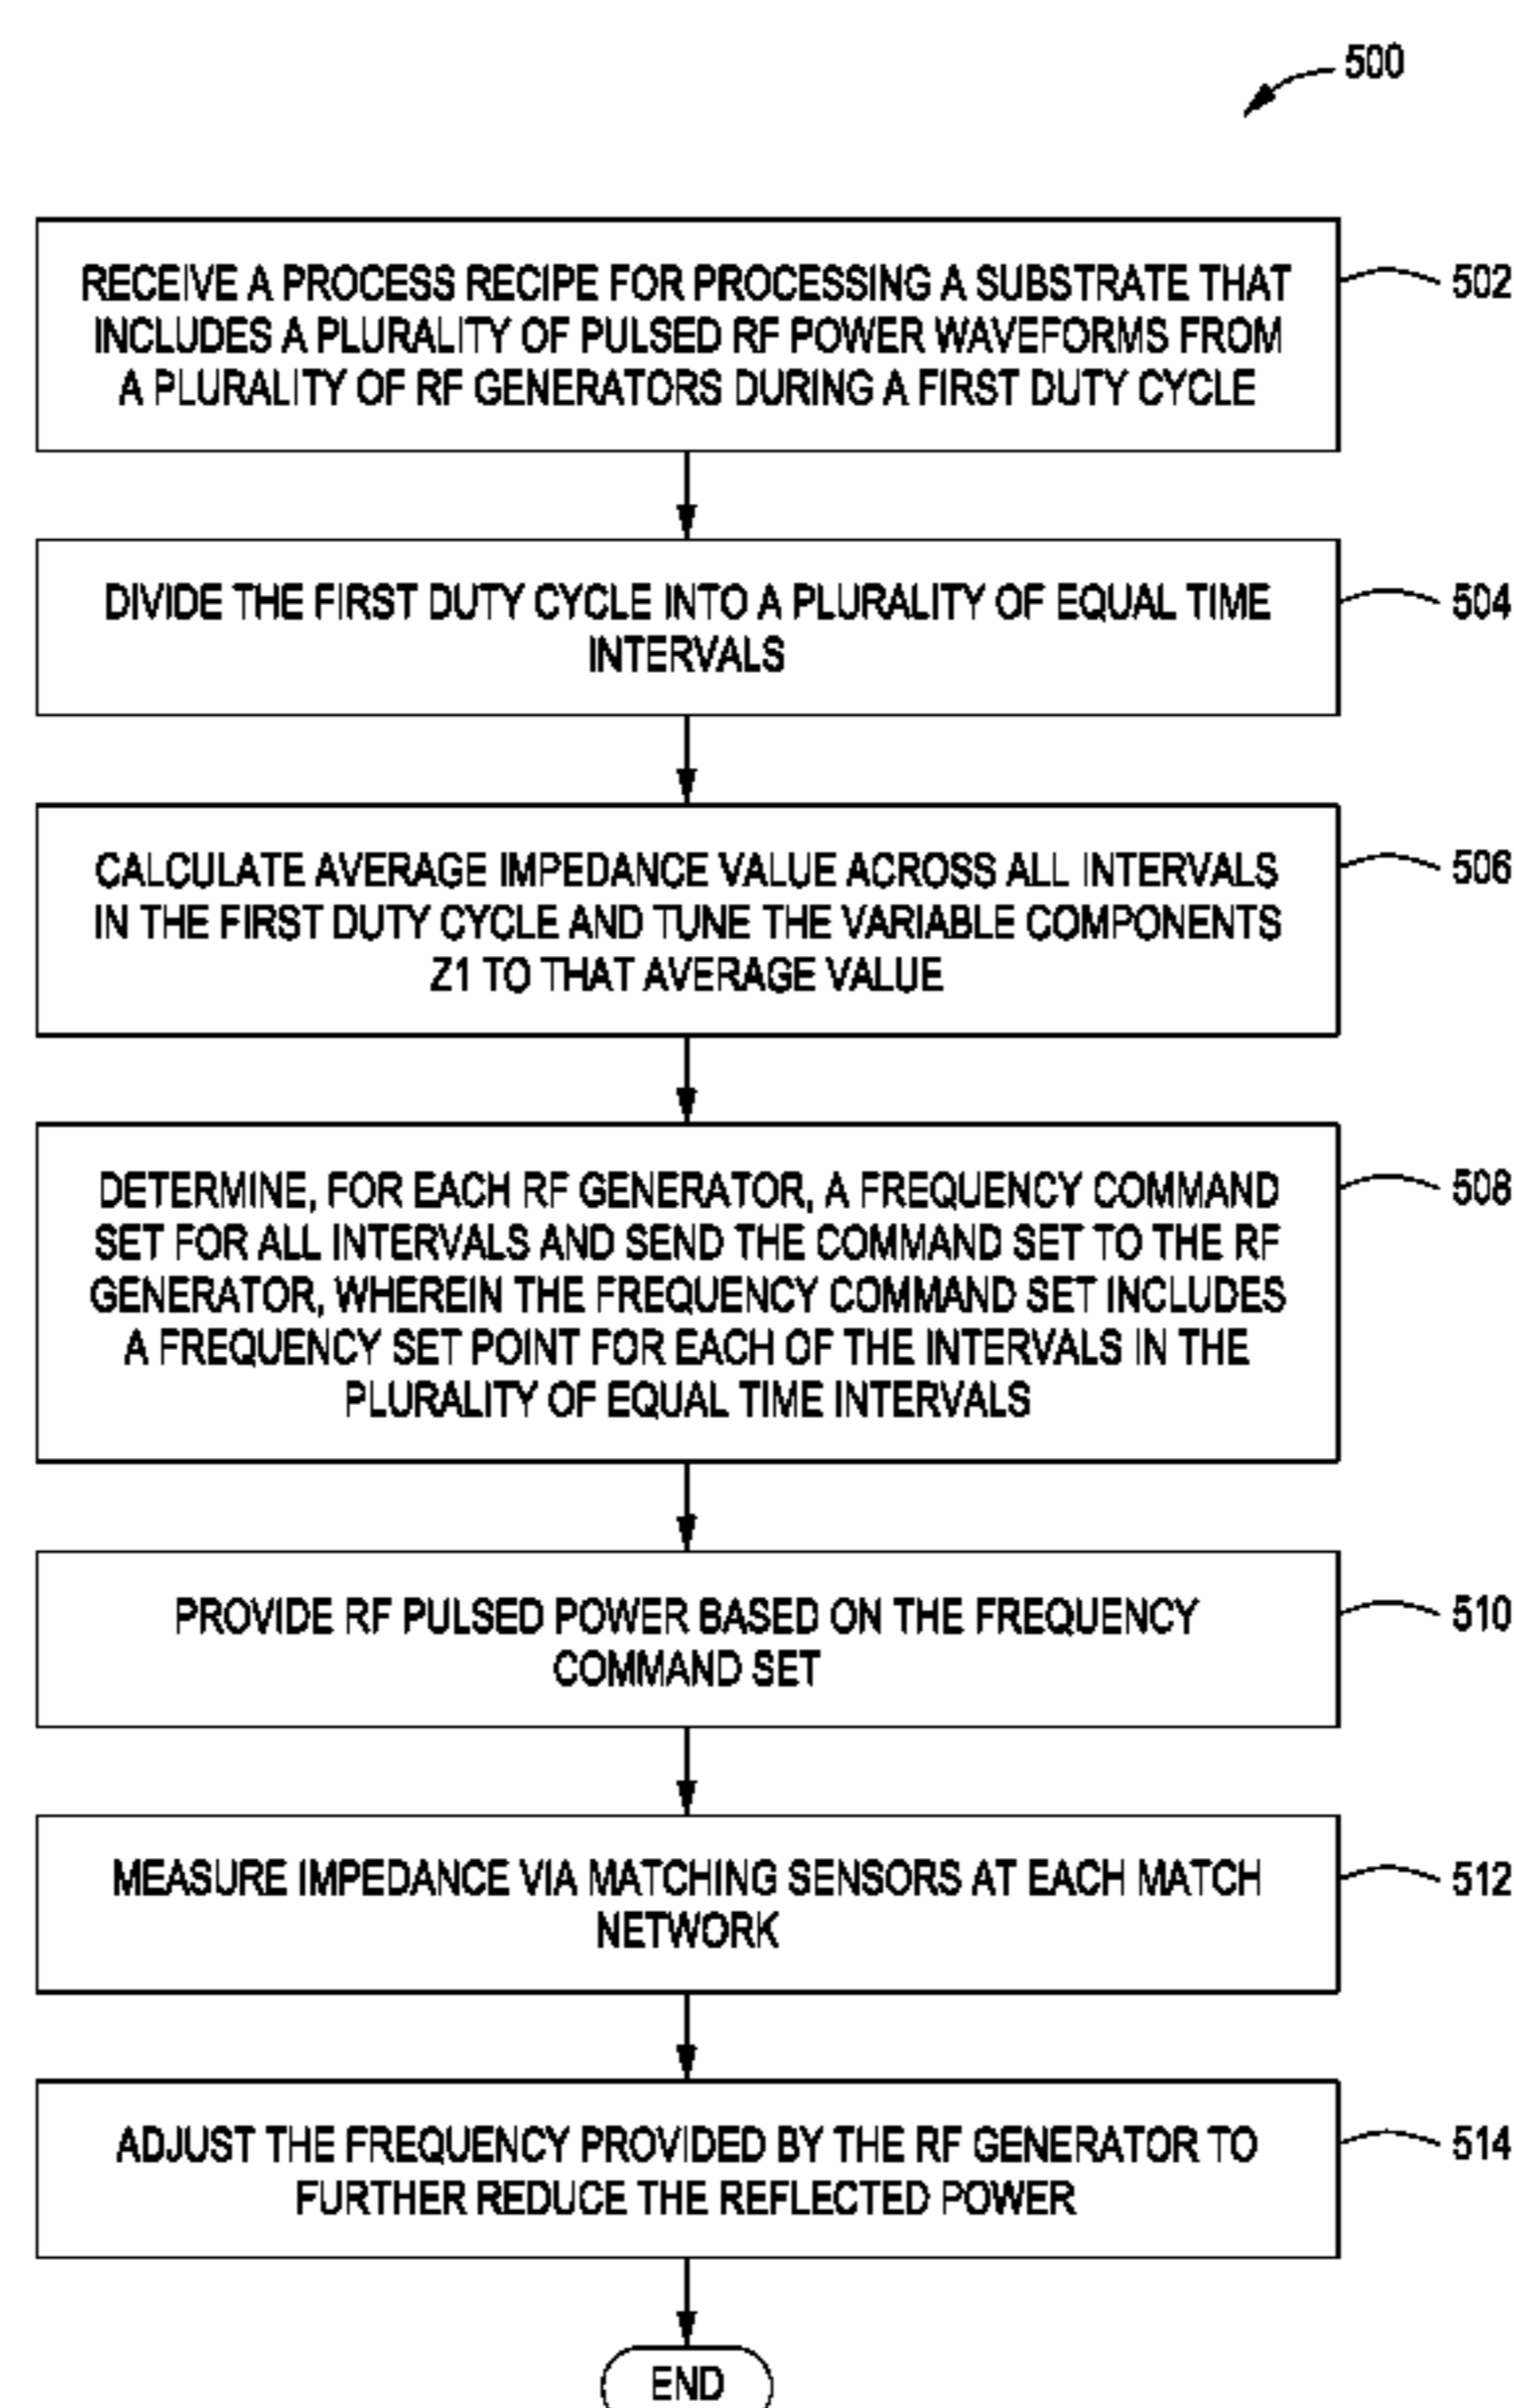 500
RECEIVE A PROCESS RECIPE FOR PROCESSING A SUBSTRATE THAT
INCLUDES A PLURALITY OF PULSED RF POWER WAVEFORMS FROM
A PLURALITY OF RF GENERATORS DURING A FIRST DUTY CYCLE
502
DIVIDE THE FIRST DUTY CYCLE INTO A PLURALITY OF EQUAL TIME
INTERVALS
504
CALCULATE AVERAGE IMPEDANCE VALUE ACROSS ALL INTERVALS
IN THE FIRST DUTY CYCLE AND TUNE THE VARIABLE COMPONENTS
Z1 TO THAT AVERAGE VALUE
506
DETERMINE, FOR EACH RF GENERATOR, A FREQUENCY COMMAND
SET FOR ALL INTERVALS AND SEND THE COMMAND SET TO THE RF
GENERATOR, WHEREIN THE FREQUENCY COMMAND SET INCLUDES
A FREQUENCY SET POINT FOR EACH OF THE INTERVALS IN THE
PLURALITY OF EQUAL TIME INTERVALS
508
PROVIDE RF PULSED POWER BASED ON THE FREQUENCY
COMMAND SET
510
MEASURE IMPEDANCE VIA MATCHING SENSORS AT EACH MATCH
NETWORK
512
ADJUST THE FREQUENCY PROVIDED BY THE RF GENERATOR TO
FURTHER REDUCE THE REFLECTED POWER
514
END